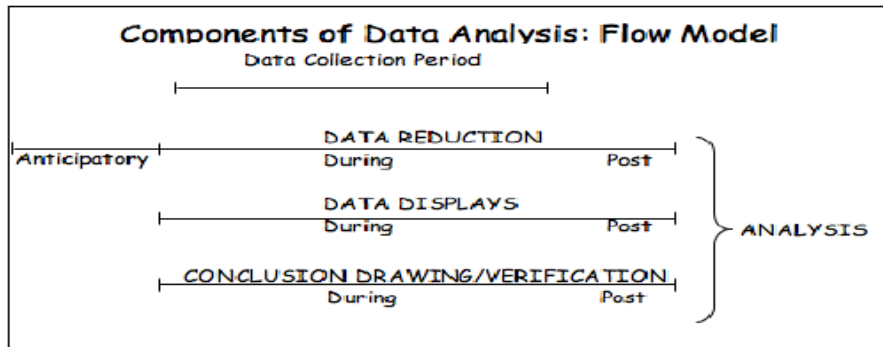 Components of Data Analysis: Flow Model
Data Collection Period
DATA REDUCTION
Anticipatory During Post
DATA DISPLAYS
During Post
ANALYSIS
CONCLUSION DRAWING/VERIFICATION
During Post